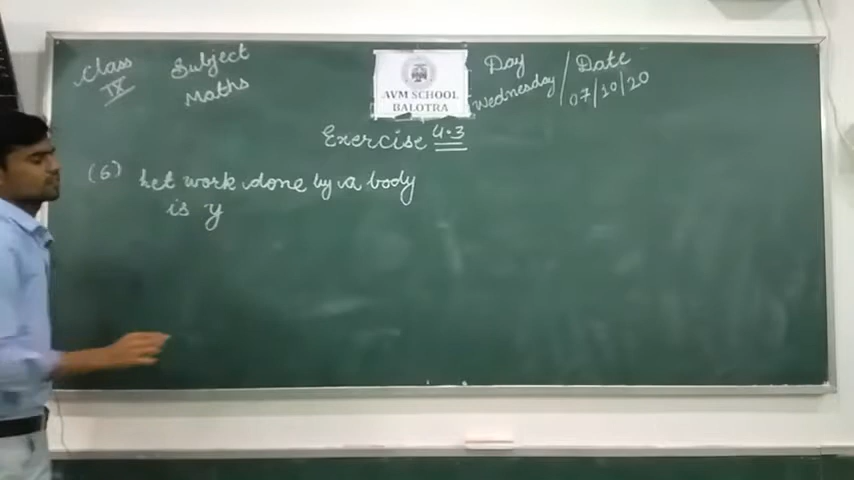 Class
IX
Subject
Maths
AVM SCHOOL
BALOTRA
Day
Wednesday
Date
07/10/20
Exercise 4.3
(6) Let work done by a body
is y